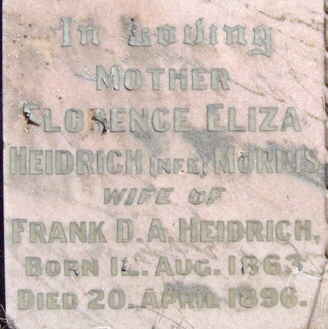 In Loving
MOTHER
FLORENCE ELIZA
HEIDRICH (NEE) MORRIS
WIFE OF
FRANK D.A. HEIDRICH,
BORN 12. AUG. 1863
DIED 20. APRIL 1896.